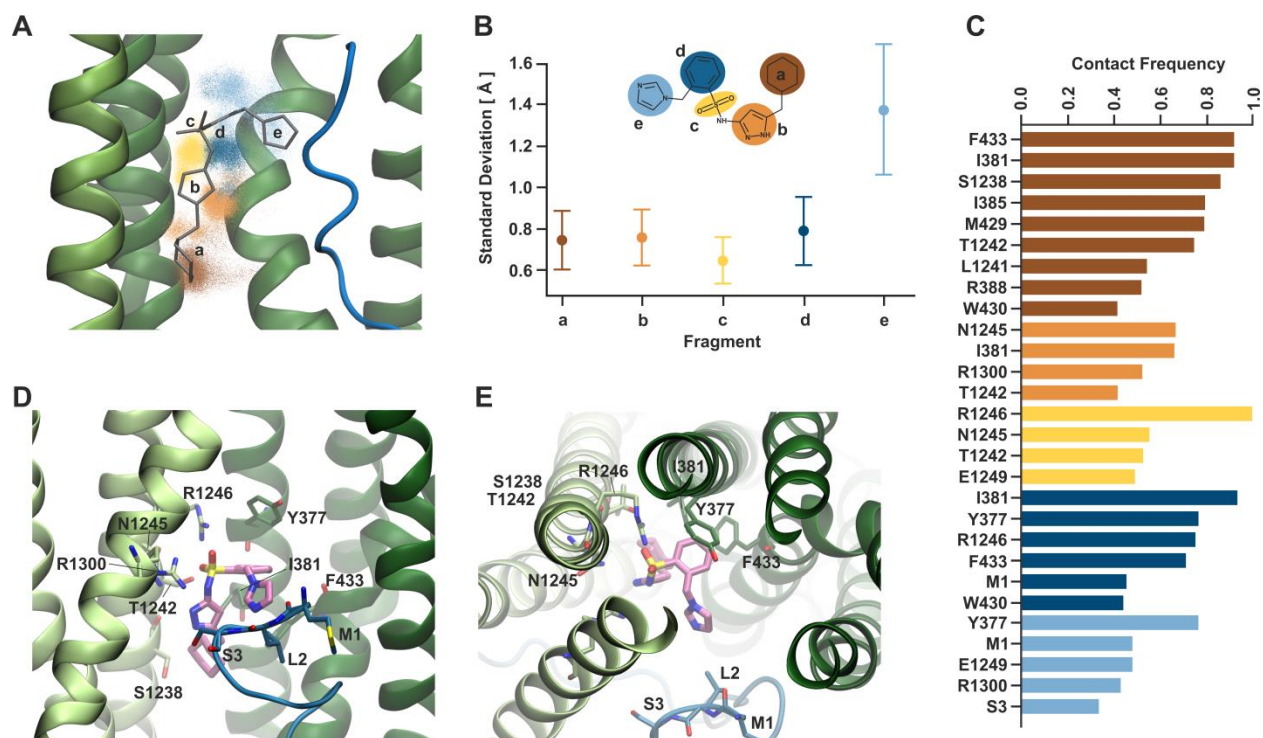 A
c
d
e
b
a
B
Standard Deviation [ Å ]
1.6
1.4
1.2
1.0
0.8
0.6
d
a
e
c
b
N
N
O
S
O
NH
N
NH
a
b
c
d
e
Fragment
C
Contact Frequency
0.0
0.2
0.4
0.6
0.8
1.0
F433
I381
S1238
I385
M429
T1242
L1241
R388
W430
N1245
I381
R1300
T1242
R1246
N1245
T1242
E1249
I381
Y377
R1246
F433
M1
W430
Y377
M1
E1249
R1300
S3
D
R1246
N1245
Y377
R1300
I381
F433
T1242
M1
S3
L2
S1238
E
R1246
I381
S1238
T1242
Y377
F433
N1245
L2
S3
M1